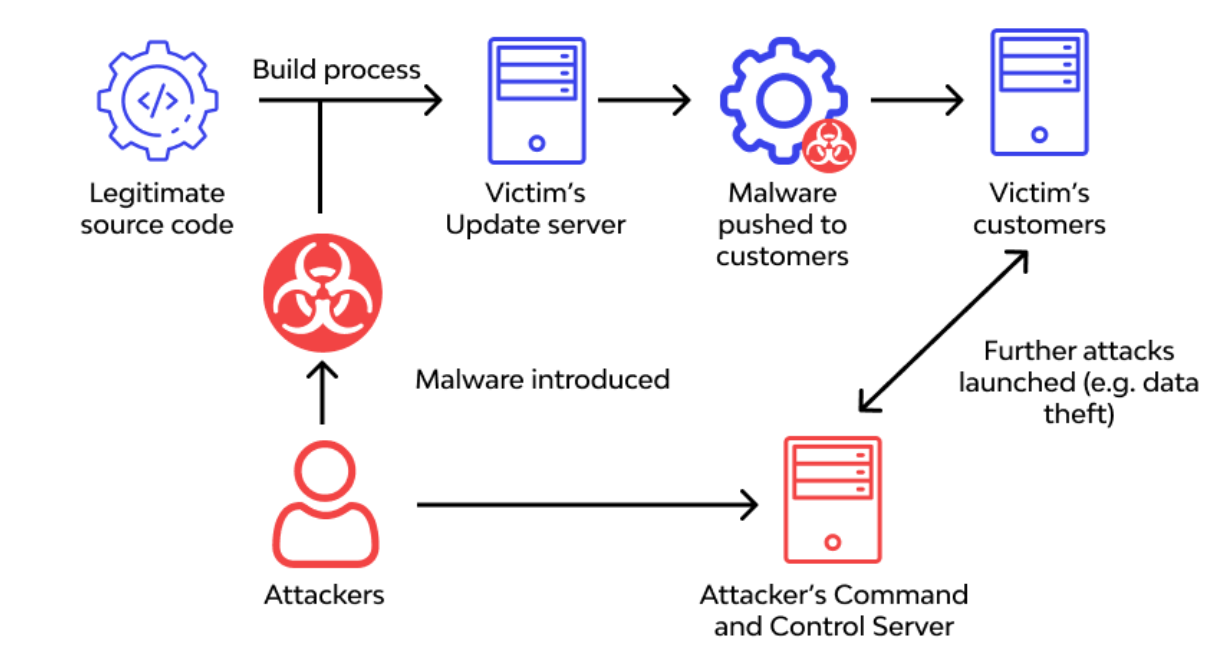 Build process
</>
Legitimate
source code
Victim's
Update server
Malware
pushed to
customers
Victim's
customers
Malware introduced
Further attacks
launched (e.g. data
theft)
Attackers
Attacker's Command
and Control Server